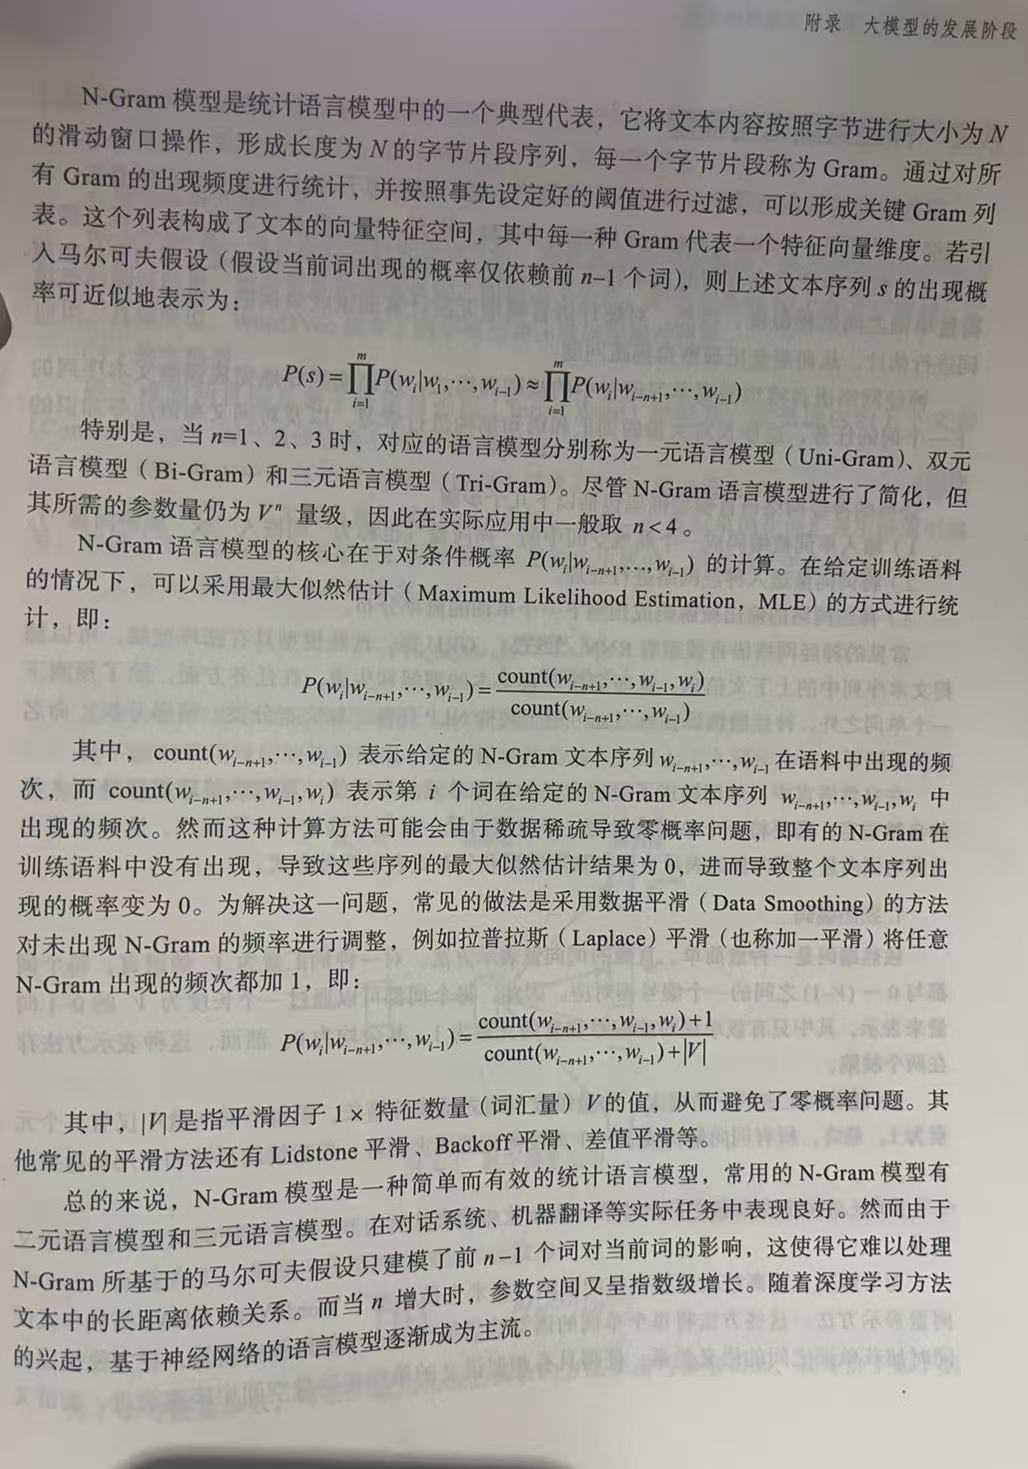 附录 大模型的发展阶段
N-Gram 模型是统计语言模型中的一个典型代表，它将文本内容按照字节进行大小为 N
的滑动窗口操作，形成长度为 N 的字节片段序列，每一个字节片段称为 Gram。通过对所
有 Gram 的出现频度进行统计，并按照事先设定好的阈值进行过滤，可以形成关键 Gram 列
表。这个列表构成了文本的向量特征空间，其中每一种 Gram 代表一个特征向量维度。若引
入马尔可夫假设（假设当前词出现的概率仅依赖前 n–1 个词），则上述文本序列 s 的出现概
率可近似地表示为：
P(s)=∏_{i=1}^{m}P(w_i|w_1,⋯,w_{i–1})≈∏_{i=1}^{m}P(w_i|w_{i–n+1},⋯,w_{i–1})
特别是，当 n=1、2、3 时，对应的语言模型分别称为一元语言模型（Uni-Gram）、双元
语言模型（Bi-Gram）和三元语言模型（Tri-Gram）。尽管 N-Gram 语言模型进行了简化，但
其所需的参数量仍为 V^n 量级，因此在实际应用中一般取 n<4。
N-Gram 语言模型的核心在于对条件概率 P(w_i|w_{i–n+1},…,w_{i–1}) 的计算。在给定训练语料
的情况下，可以采用最大似然估计（Maximum Likelihood Estimation，MLE）的方式进行统
计，即：
P(w_i|w_{i–n+1},⋯,w_{i–1})=count(w_{i–n+1},⋯,w_{i–1},w_i)/count(w_{i–n+1},⋯,w_{i–1})
其中，count(w_{i–n+1},⋯,w_{i–1}) 表示给定的 N-Gram 文本序列 w_{i–n+1},⋯,w_{i–1} 在语料中出现的频
次，而 count(w_{i–n+1},⋯,w_{i–1},w_i) 表示第 i 个词在给定的 N-Gram 文本序列 w_{i–n+1},⋯,w_{i–1},w_i 中
出现的频次。然而这种计算方法可能会由于数据稀疏导致零概率问题，即有的 N-Gram 在
训练语料中没有出现，导致这些序列的最大似然估计结果为 0，进而导致整个文本序列出
现的概率变为 0。为解决这一问题，常见的做法是采用数据平滑（Data Smoothing）的方法
对未出现 N-Gram 的频率进行调整，例如拉普拉斯（Laplace）平滑（也称加一平滑）将任意
N-Gram 出现的频次都加 1，即：
P(w_i|w_{i–n+1},⋯,w_{i–1})=(count(w_{i–n+1},⋯,w_{i–1},w_i)+1)/(count(w_{i–n+1},⋯,w_{i–1})+|V|)
其中，|V|是指平滑因子 1× 特征数量（词汇量）V的值，从而避免了零概率问题。其
他常见的平滑方法还有 Lidstone 平滑、Backoff 平滑、差值平滑等。
总的来说，N-Gram 模型是一种简单而有效的统计语言模型，常用的 N-Gram 模型有
二元语言模型和三元语言模型。在对话系统、机器翻译等实际任务中表现良好。然而由于
N-Gram 所基于的马尔可夫假设只建模了前 n–1 个词对当前词的影响，这使得它难以处理
文本中的长距离依赖关系。而当 n 增大时，参数空间又呈指数级增长。随着深度学习方法
的兴起，基于神经网络的语言模型逐渐成为主流。